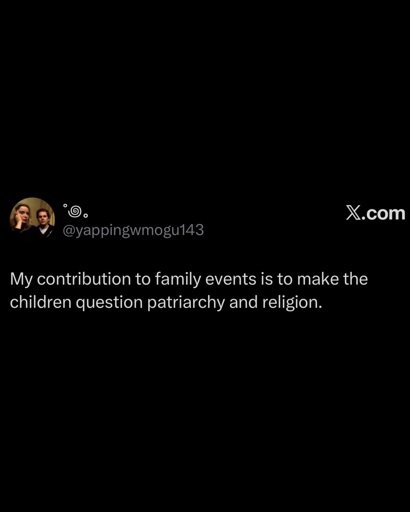 °꩜｡
𝕏.com
@yappingwmogu143
My contribution to family events is to make the
children question patriarchy and religion.